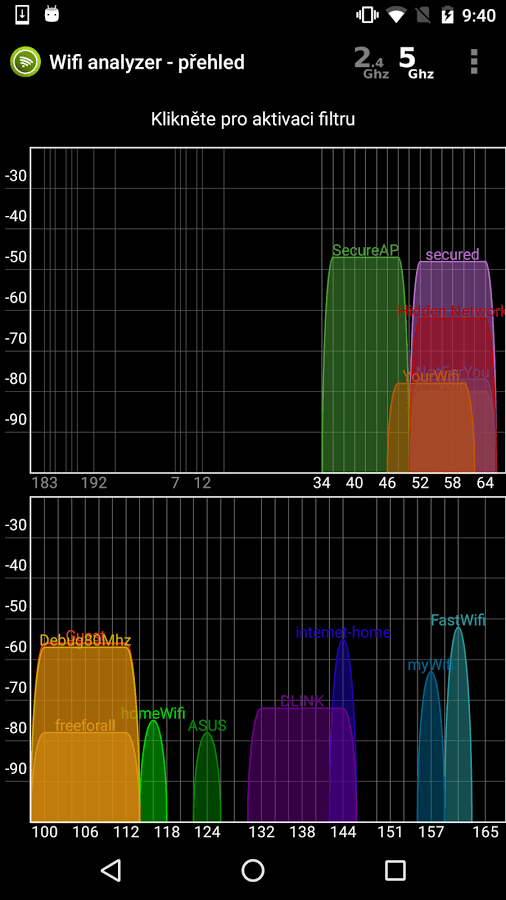 9:40
Wifi analyzer - přehled
2.4 Ghz
5 Ghz
Klikněte pro aktivaci filtru
-30
-40
-50
-60
-70
-80
-90
SecureAP
secured
Hidden Network
NotForYou
YourWifi
183 192 7 12 34 40 46 52 58 64
-30
-40
-50
-60
-70
-80
-90
FastWifi
internet-home
Guest
Debug80Mhz
myWifi
DLINK
homeWifi
freeforall
ASUS
100 106 112 118 124 132 138 144 151 157 165